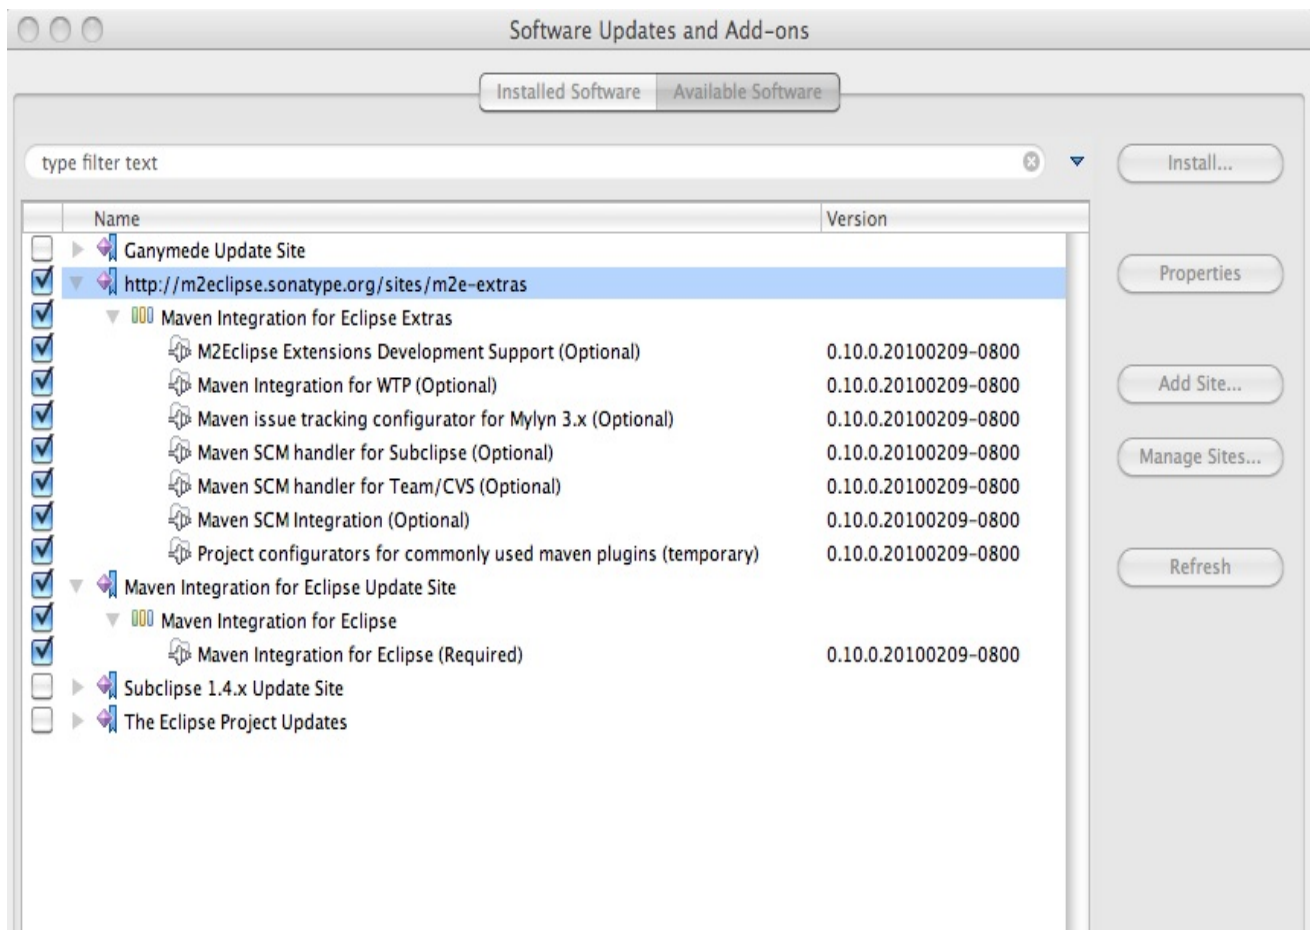 Software Updates and Add-ons
Installed Software Available Software
type filter text Install...
Name Version
Ganymede Update Site
http://m2eclipse.sonatype.org/sites/m2e-extras Properties
Maven Integration for Eclipse Extras
M2Eclipse Extensions Development Support (Optional) 0.10.0.20100209-0800
Maven Integration for WTP (Optional) 0.10.0.20100209-0800 Add Site...
Maven issue tracking configurator for Mylyn 3.x (Optional) 0.10.0.20100209-0800
Maven SCM handler for Subclipse (Optional) 0.10.0.20100209-0800 Manage Sites...
Maven SCM handler for Team/CVS (Optional) 0.10.0.20100209-0800
Maven SCM Integration (Optional) 0.10.0.20100209-0800
Project configurators for commonly used maven plugins (temporary) 0.10.0.20100209-0800 Refresh
Maven Integration for Eclipse Update Site
Maven Integration for Eclipse
Maven Integration for Eclipse (Required) 0.10.0.20100209-0800
Subclipse 1.4.x Update Site
The Eclipse Project Updates